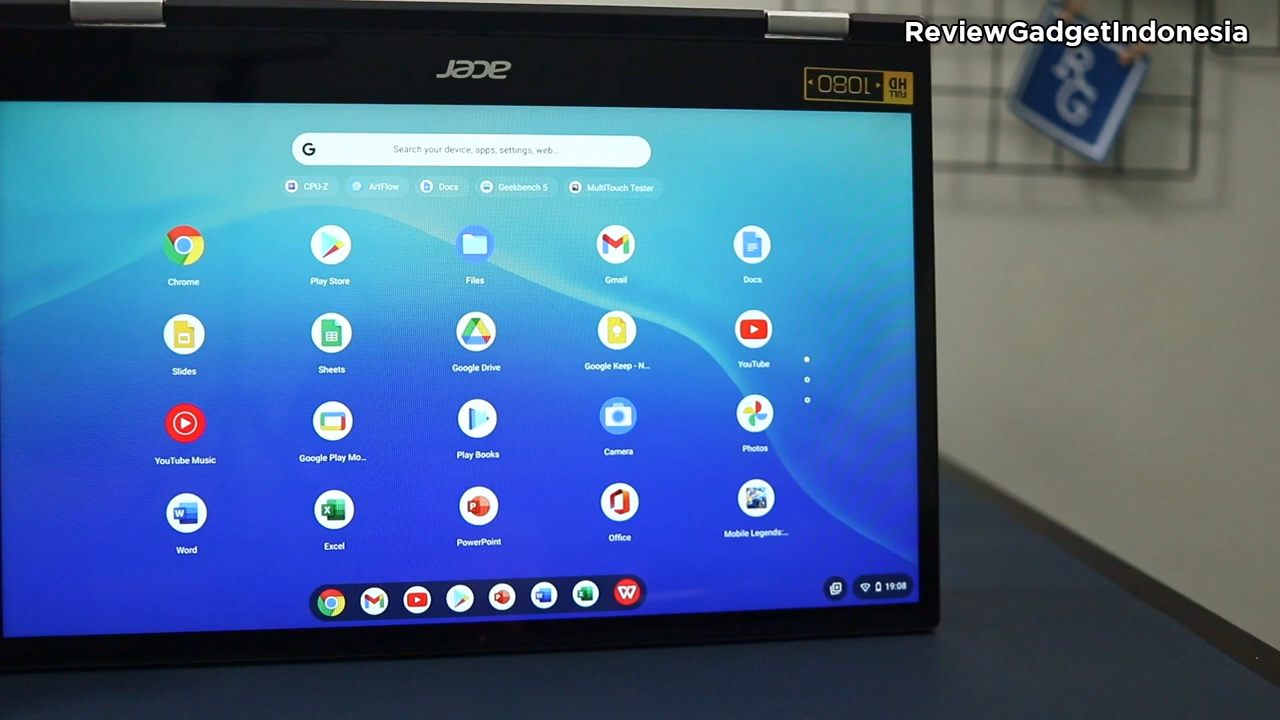 ReviewGadgetIndonesia
acer
FULL HD 1080
RG
Search your device, apps, settings, web...
CPU-Z ArtFlow Docs Geekbench 5 MultiTouch Tester
Chrome Play Store Files Gmail Docs
Slides Sheets Google Drive Google Keep - N... YouTube
YouTube Music Google Play Mo... Play Books Camera Photos
Word Excel PowerPoint Office Mobile Legends:...
19:08